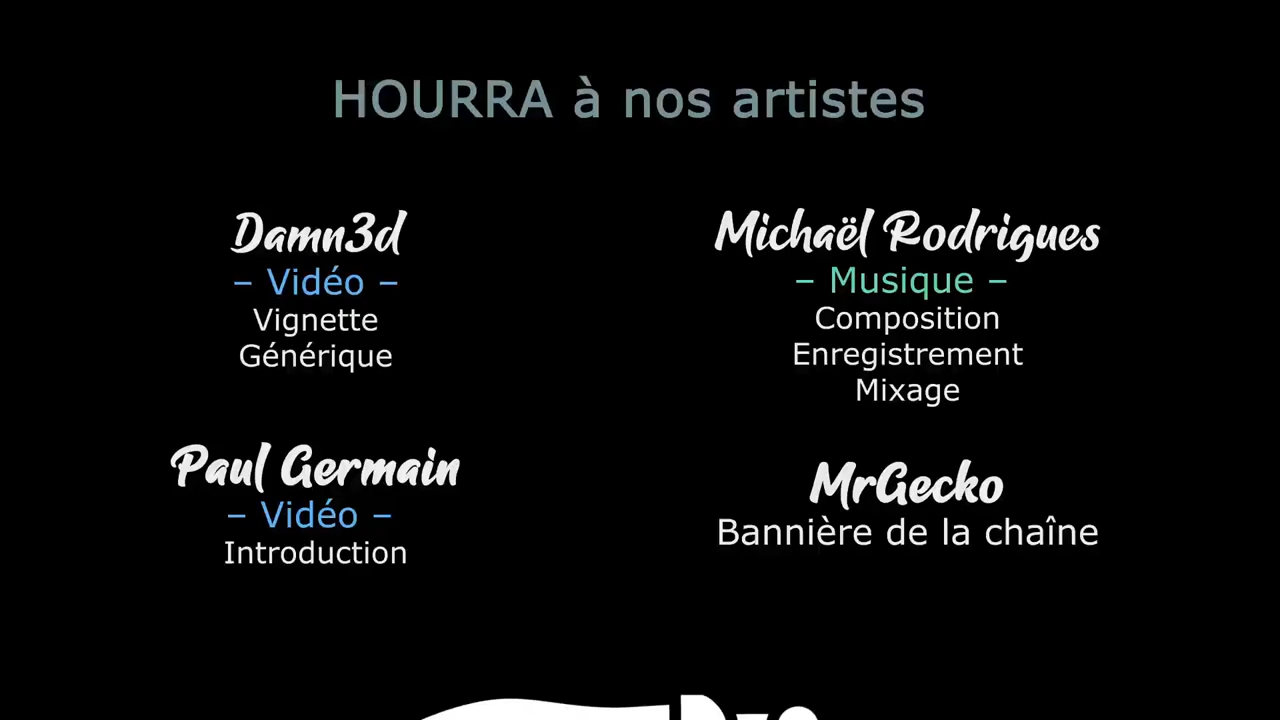 HOURRA à nos artistes
Damn3d
– Vidéo –
Vignette
Générique
Michaël Rodrigues
– Musique –
Composition
Enregistrement
Mixage
Paul Germain
– Vidéo –
Introduction
MrGecko
Bannière de la chaîne